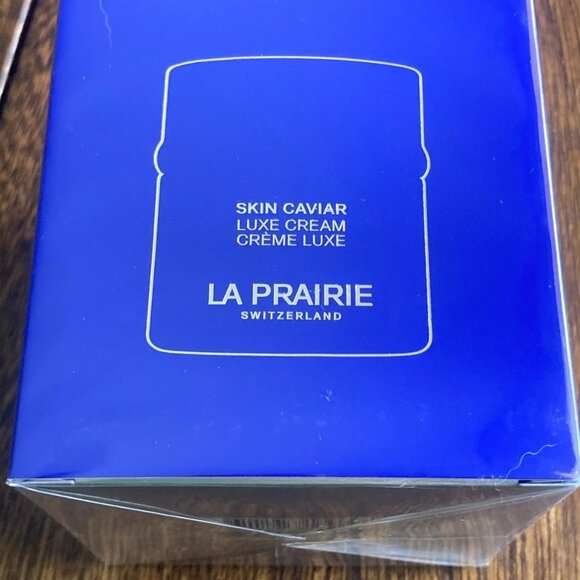 SKIN CAVIAR
LUXE CREAM
CRÈME LUXE
LA PRAIRIE
SWITZERLAND